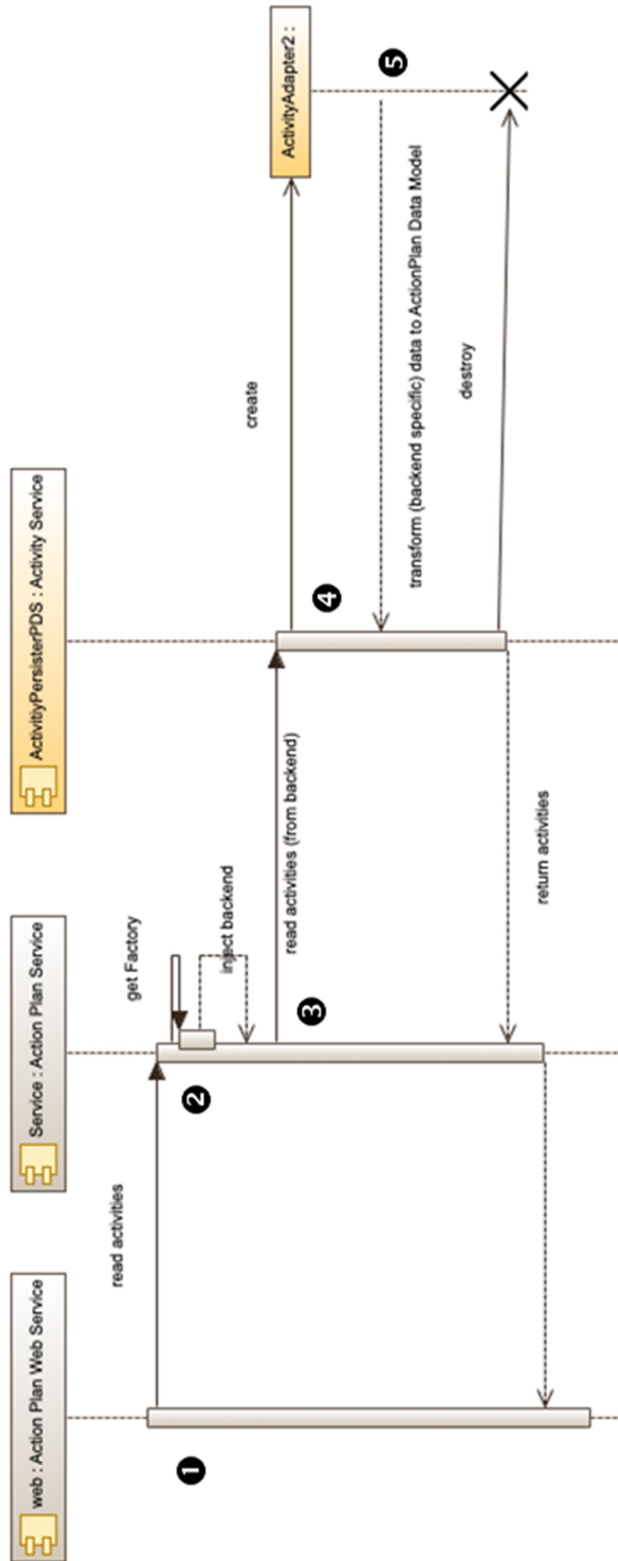 web : Action Plan Web Service
Service : Action Plan Service
ActivitiyPersisterPDS : Activity Service
ActivityAdapter2 :
1
read activities
2
get Factory
inject backend
3
read activities (from backend)
4
create
5
transform (backend specific) data to ActionPlan Data Model
destroy
return activities